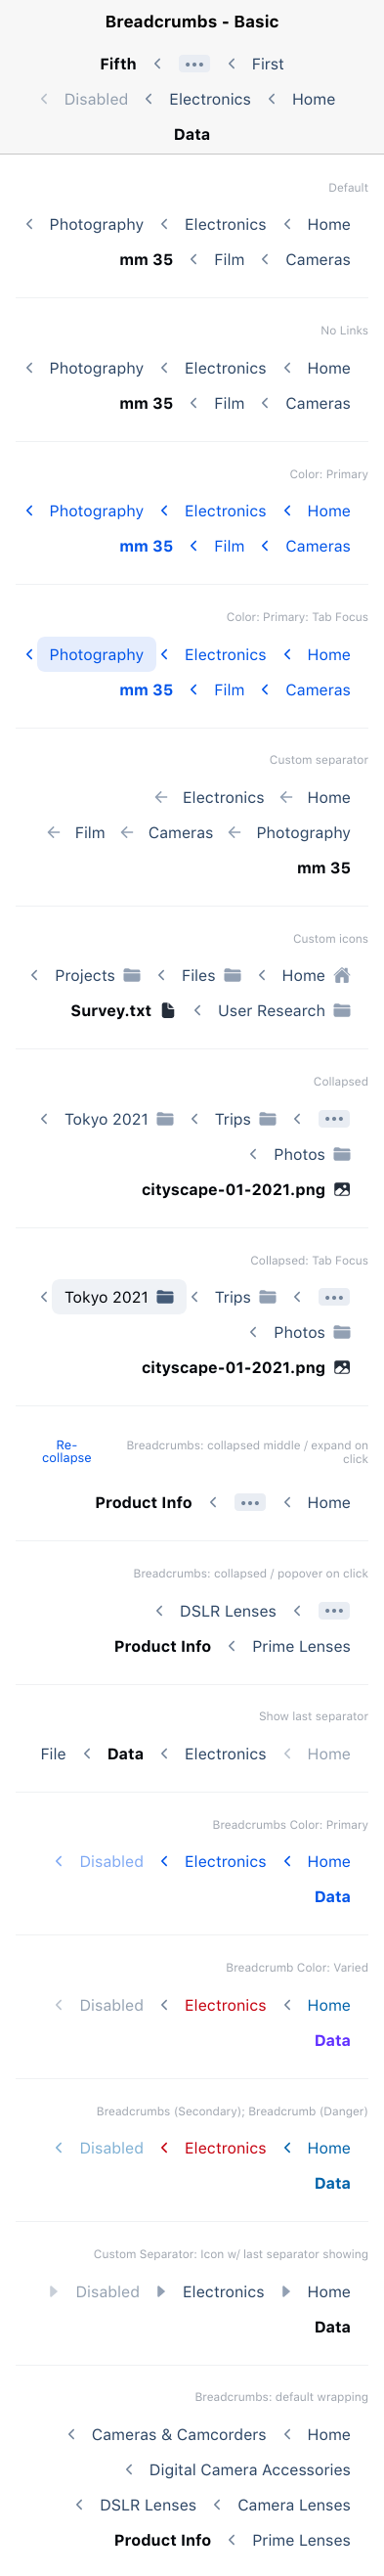 Breadcrumbs - Basic
Fifth ••• First
Disabled Electronics Home
Data
Default
Photography Electronics Home
mm 35 Film Cameras
No Links
Photography Electronics Home
mm 35 Film Cameras
Color: Primary
Photography Electronics Home
mm 35 Film Cameras
Color: Primary: Tab Focus
Photography Electronics Home
mm 35 Film Cameras
Custom separator
Electronics Home
Film Cameras Photography
mm 35
Custom icons
Projects Files Home
Survey.txt User Research
Collapsed
Tokyo 2021 Trips •••
Photos
cityscape-01-2021.png
Collapsed: Tab Focus
Tokyo 2021 Trips •••
Photos
cityscape-01-2021.png
Re-
collapse
Breadcrumbs: collapsed middle / expand on
click
Product Info ••• Home
Breadcrumbs: collapsed / popover on click
DSLR Lenses •••
Product Info Prime Lenses
Show last separator
File Data Electronics Home
Breadcrumbs Color: Primary
Disabled Electronics Home
Data
Breadcrumb Color: Varied
Disabled Electronics Home
Data
Breadcrumbs (Secondary); Breadcrumb (Danger)
Disabled Electronics Home
Data
Custom Separator: Icon w/ last separator showing
Disabled Electronics Home
Data
Breadcrumbs: default wrapping
Cameras & Camcorders Home
Digital Camera Accessories
DSLR Lenses Camera Lenses
Product Info Prime Lenses